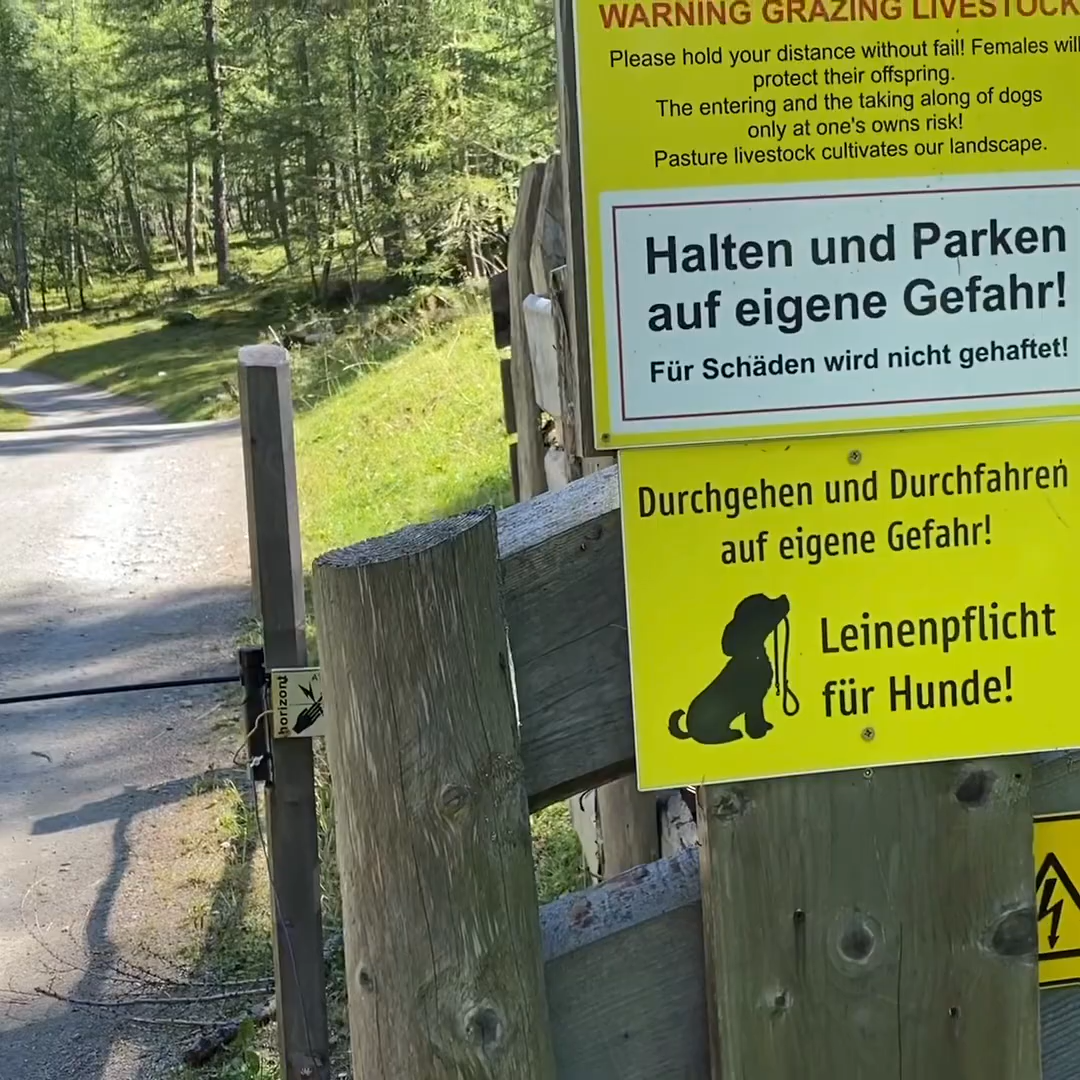 WARNING GRAZING LIVESTOCK
Please hold your distance without fail! Females will
protect their offspring.
The entering and the taking along of dogs
only at one's owns risk!
Pasture livestock cultivates our landscape.
Halten und Parken
auf eigene Gefahr!
Für Schäden wird nicht gehaftet!
Durchgehen und Durchfahren
auf eigene Gefahr!
Leinenpflicht
für Hunde!
horizont